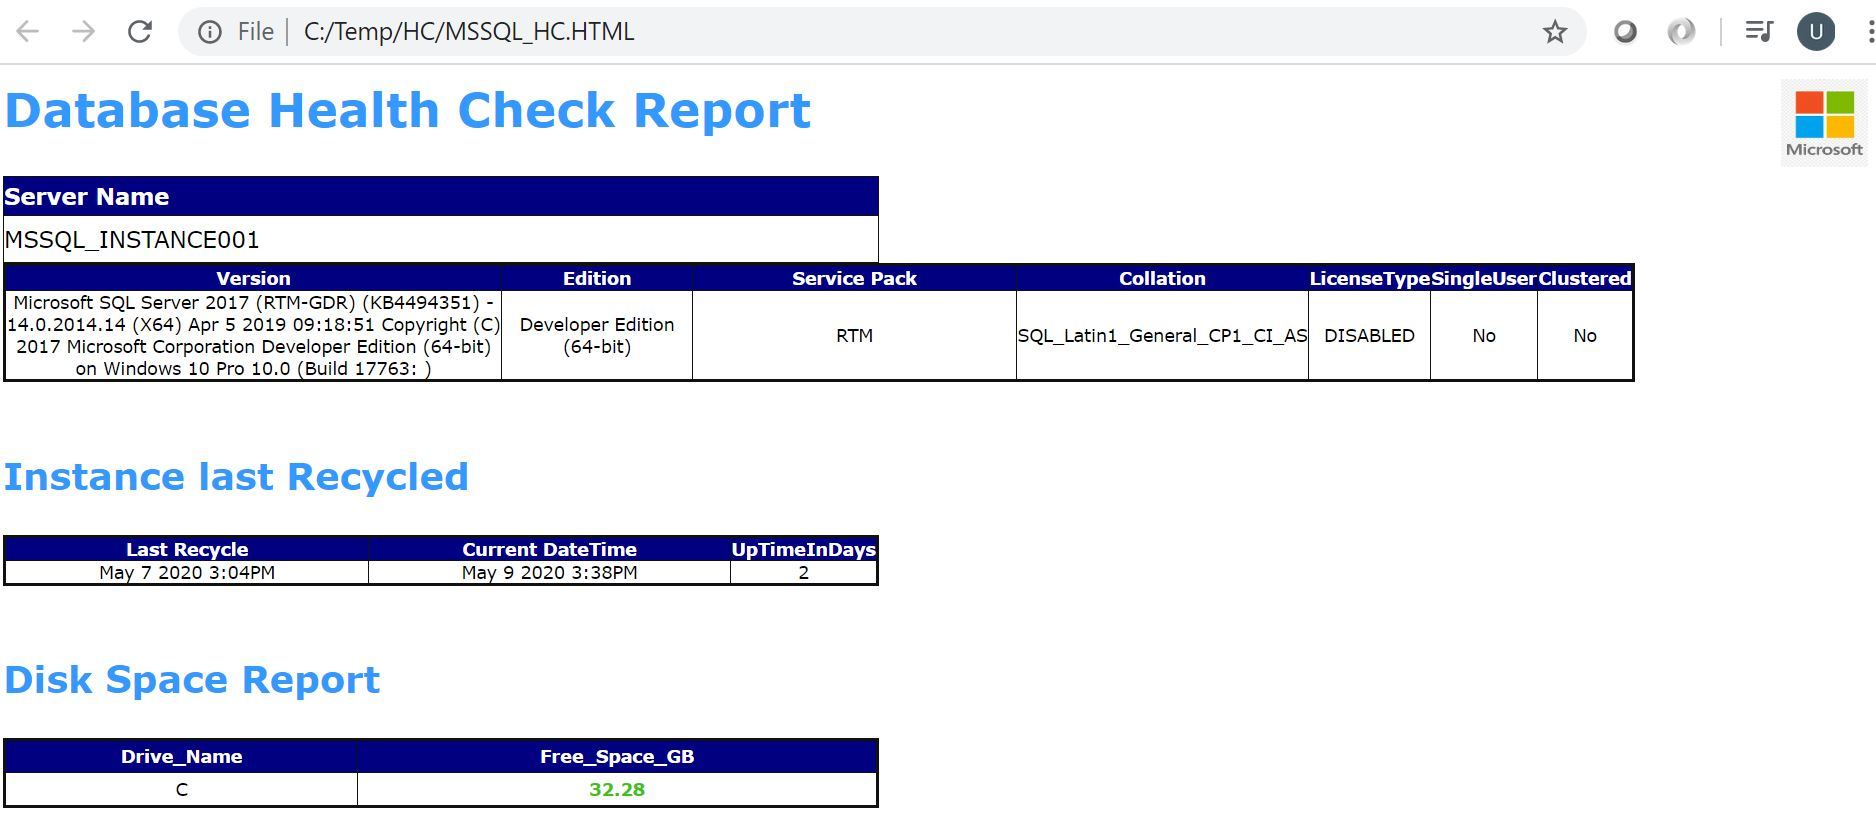 File | C:/Temp/HC/MSSQL_HC.HTML
U
Database Health Check Report
Microsoft
Server Name
MSSQL_INSTANCE001
Version Edition Service Pack Collation LicenseType SingleUser Clustered
Microsoft SQL Server 2017 (RTM-GDR) (KB4494351) -
14.0.2014.14 (X64) Apr 5 2019 09:18:51 Copyright (C)
2017 Microsoft Corporation Developer Edition (64-bit)
on Windows 10 Pro 10.0 (Build 17763: )
Developer Edition
(64-bit)
RTM
SQL_Latin1_General_CP1_CI_AS
DISABLED
No
No
Instance last Recycled
Last Recycle Current DateTime UpTimeInDays
May 7 2020 3:04PM May 9 2020 3:38PM 2
Disk Space Report
Drive_Name Free_Space_GB
C 32.28